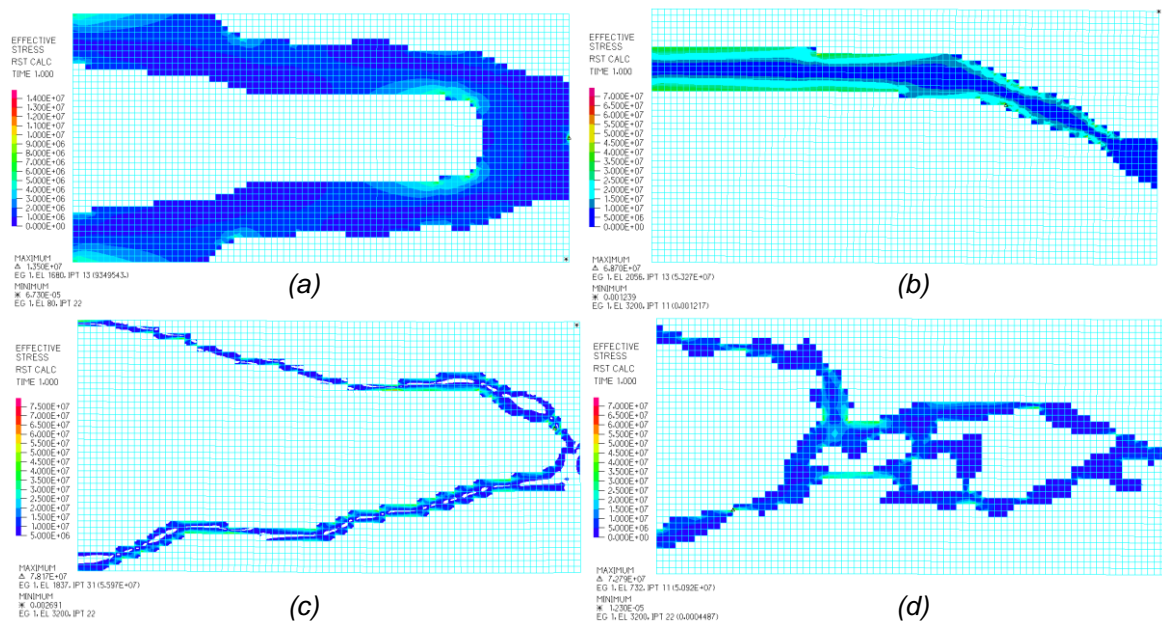 EFFECTIVE
STRESS
RST CALC
TIME 1.000
1.400E+07
1.300E+07
1.200E+07
1.100E+07
1.000E+07
9.000E+06
8.000E+06
7.000E+06
6.000E+06
5.000E+06
4.000E+06
3.000E+06
2.000E+06
1.000E+06
0.000E+00
MAXIMUM
Δ 1.350E+07
EG 1, EL 1680, IPT 13 (9349543.)
MINIMUM
* 6.730E-05
EG 1, EL 80, IPT 22
(a)
EFFECTIVE
STRESS
RST CALC
TIME 1.000
7.000E+07
6.500E+07
6.000E+07
5.500E+07
5.000E+07
4.500E+07
4.000E+07
3.500E+07
3.000E+07
2.500E+07
2.000E+07
1.500E+07
1.000E+07
5.000E+06
0.000E+00
MAXIMUM
Δ 6.870E+07
EG 1, EL 2056, IPT 13 (5.327E+07)
MINIMUM
* 0.001239
EG 1, EL 3200, IPT 11 (0.001217)
(b)
EFFECTIVE
STRESS
RST CALC
TIME 1.000
7.500E+07
7.000E+07
6.500E+07
6.000E+07
5.500E+07
5.000E+07
4.500E+07
4.000E+07
3.500E+07
3.000E+07
2.500E+07
2.000E+07
1.500E+07
1.000E+07
5.000E+06
MAXIMUM
Δ 7.817E+07
EG 1, EL 1837, IPT 31 (5.597E+07)
MINIMUM
* 0.002691
EG 1, EL 3200, IPT 22
(c)
EFFECTIVE
STRESS
RST CALC
TIME 1.000
7.500E+07
7.000E+07
6.500E+07
6.000E+07
5.500E+07
5.000E+07
4.500E+07
4.000E+07
3.500E+07
3.000E+07
2.500E+07
2.000E+07
1.500E+07
1.000E+07
5.000E+06
0.000E+00
MAXIMUM
Δ 7.279E+07
EG 1, EL 732, IPT 11 (5.092E+07)
MINIMUM
* 1.230E-05
EG 1, EL 3200, IPT 22 (0.0004487)
(d)